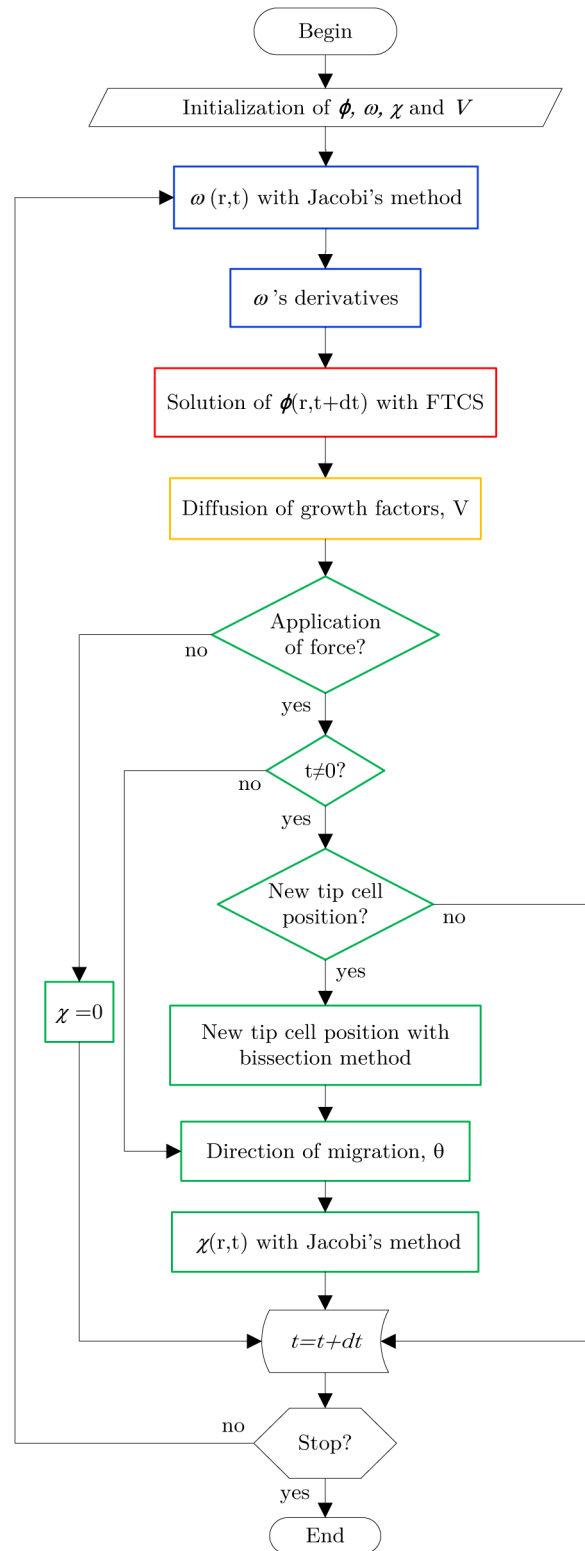 Begin
Initialization of ϕ, ω, χ and V
ω (r,t) with Jacobi's method
ω 's derivatives
Solution of ϕ(r,t+dt) with FTCS
Diffusion of growth factors, V
Application
of force?
no
yes
t≠0?
no
yes
New tip cell
position?
no
yes
χ =0
New tip cell position with
bissection method
Direction of migration, θ
χ(r,t) with Jacobi's method
t=t+dt
no
Stop?
yes
End